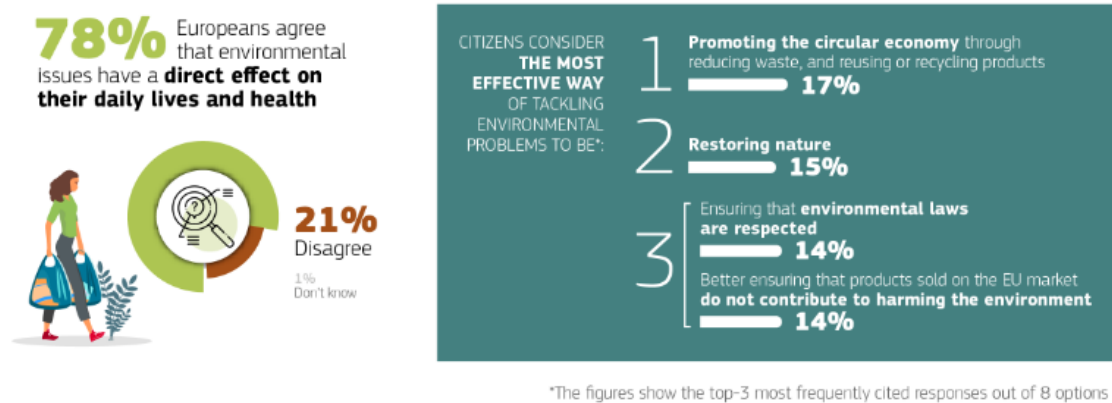 78% Europeans agree
that environmental
issues have a direct effect on
their daily lives and health
21%
Disagree
1%
Don't know
CITIZENS CONSIDER
THE MOST
EFFECTIVE WAY
OF TACKLING
ENVIRONMENTAL
PROBLEMS TO BE*:
1
Promoting the circular economy through
reducing waste, and reusing or recycling products
17%
2
Restoring nature
15%
3
Ensuring that environmental laws
are respected
14%
Better ensuring that products sold on the EU market
do not contribute to harming the environment
14%
*The figures show the top-3 most frequently cited responses out of 8 options
?